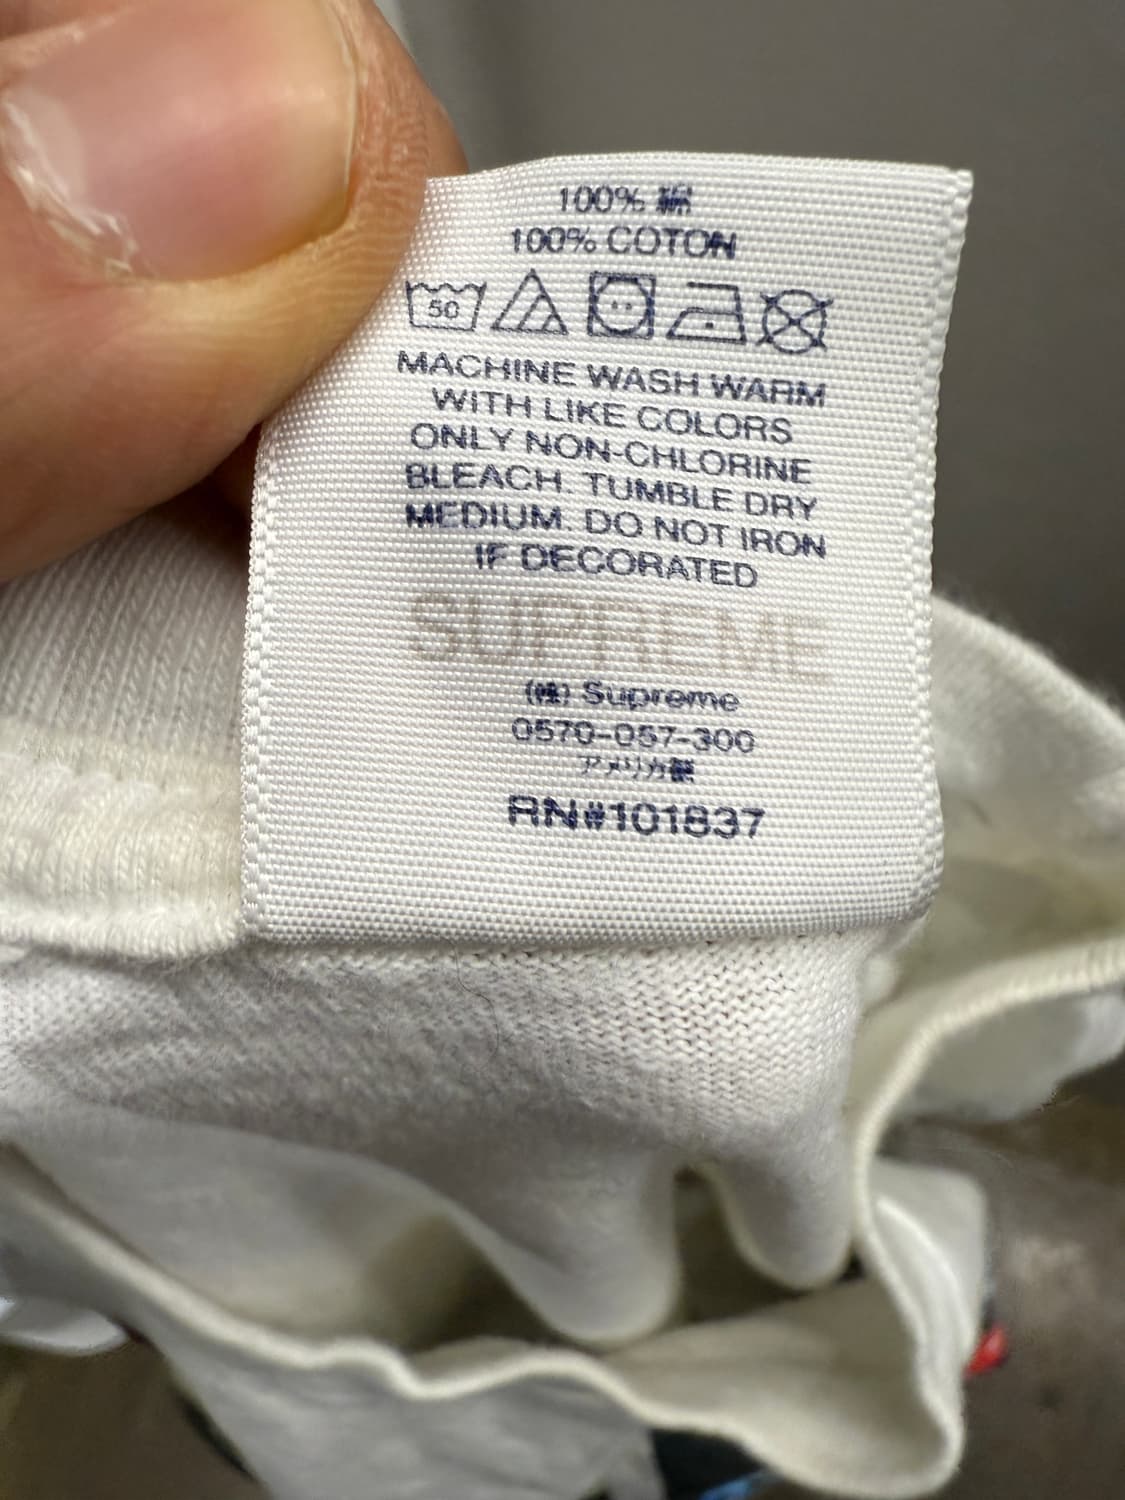 100% 綿
100% COTON
50
MACHINE WASH WARM
WITH LIKE COLORS
ONLY NON-CHLORINE
BLEACH. TUMBLE DRY
MEDIUM. DO NOT IRON
IF DECORATED
SUPREME
(株) Supreme
0570-057-300
アメリカ製
RN#101837